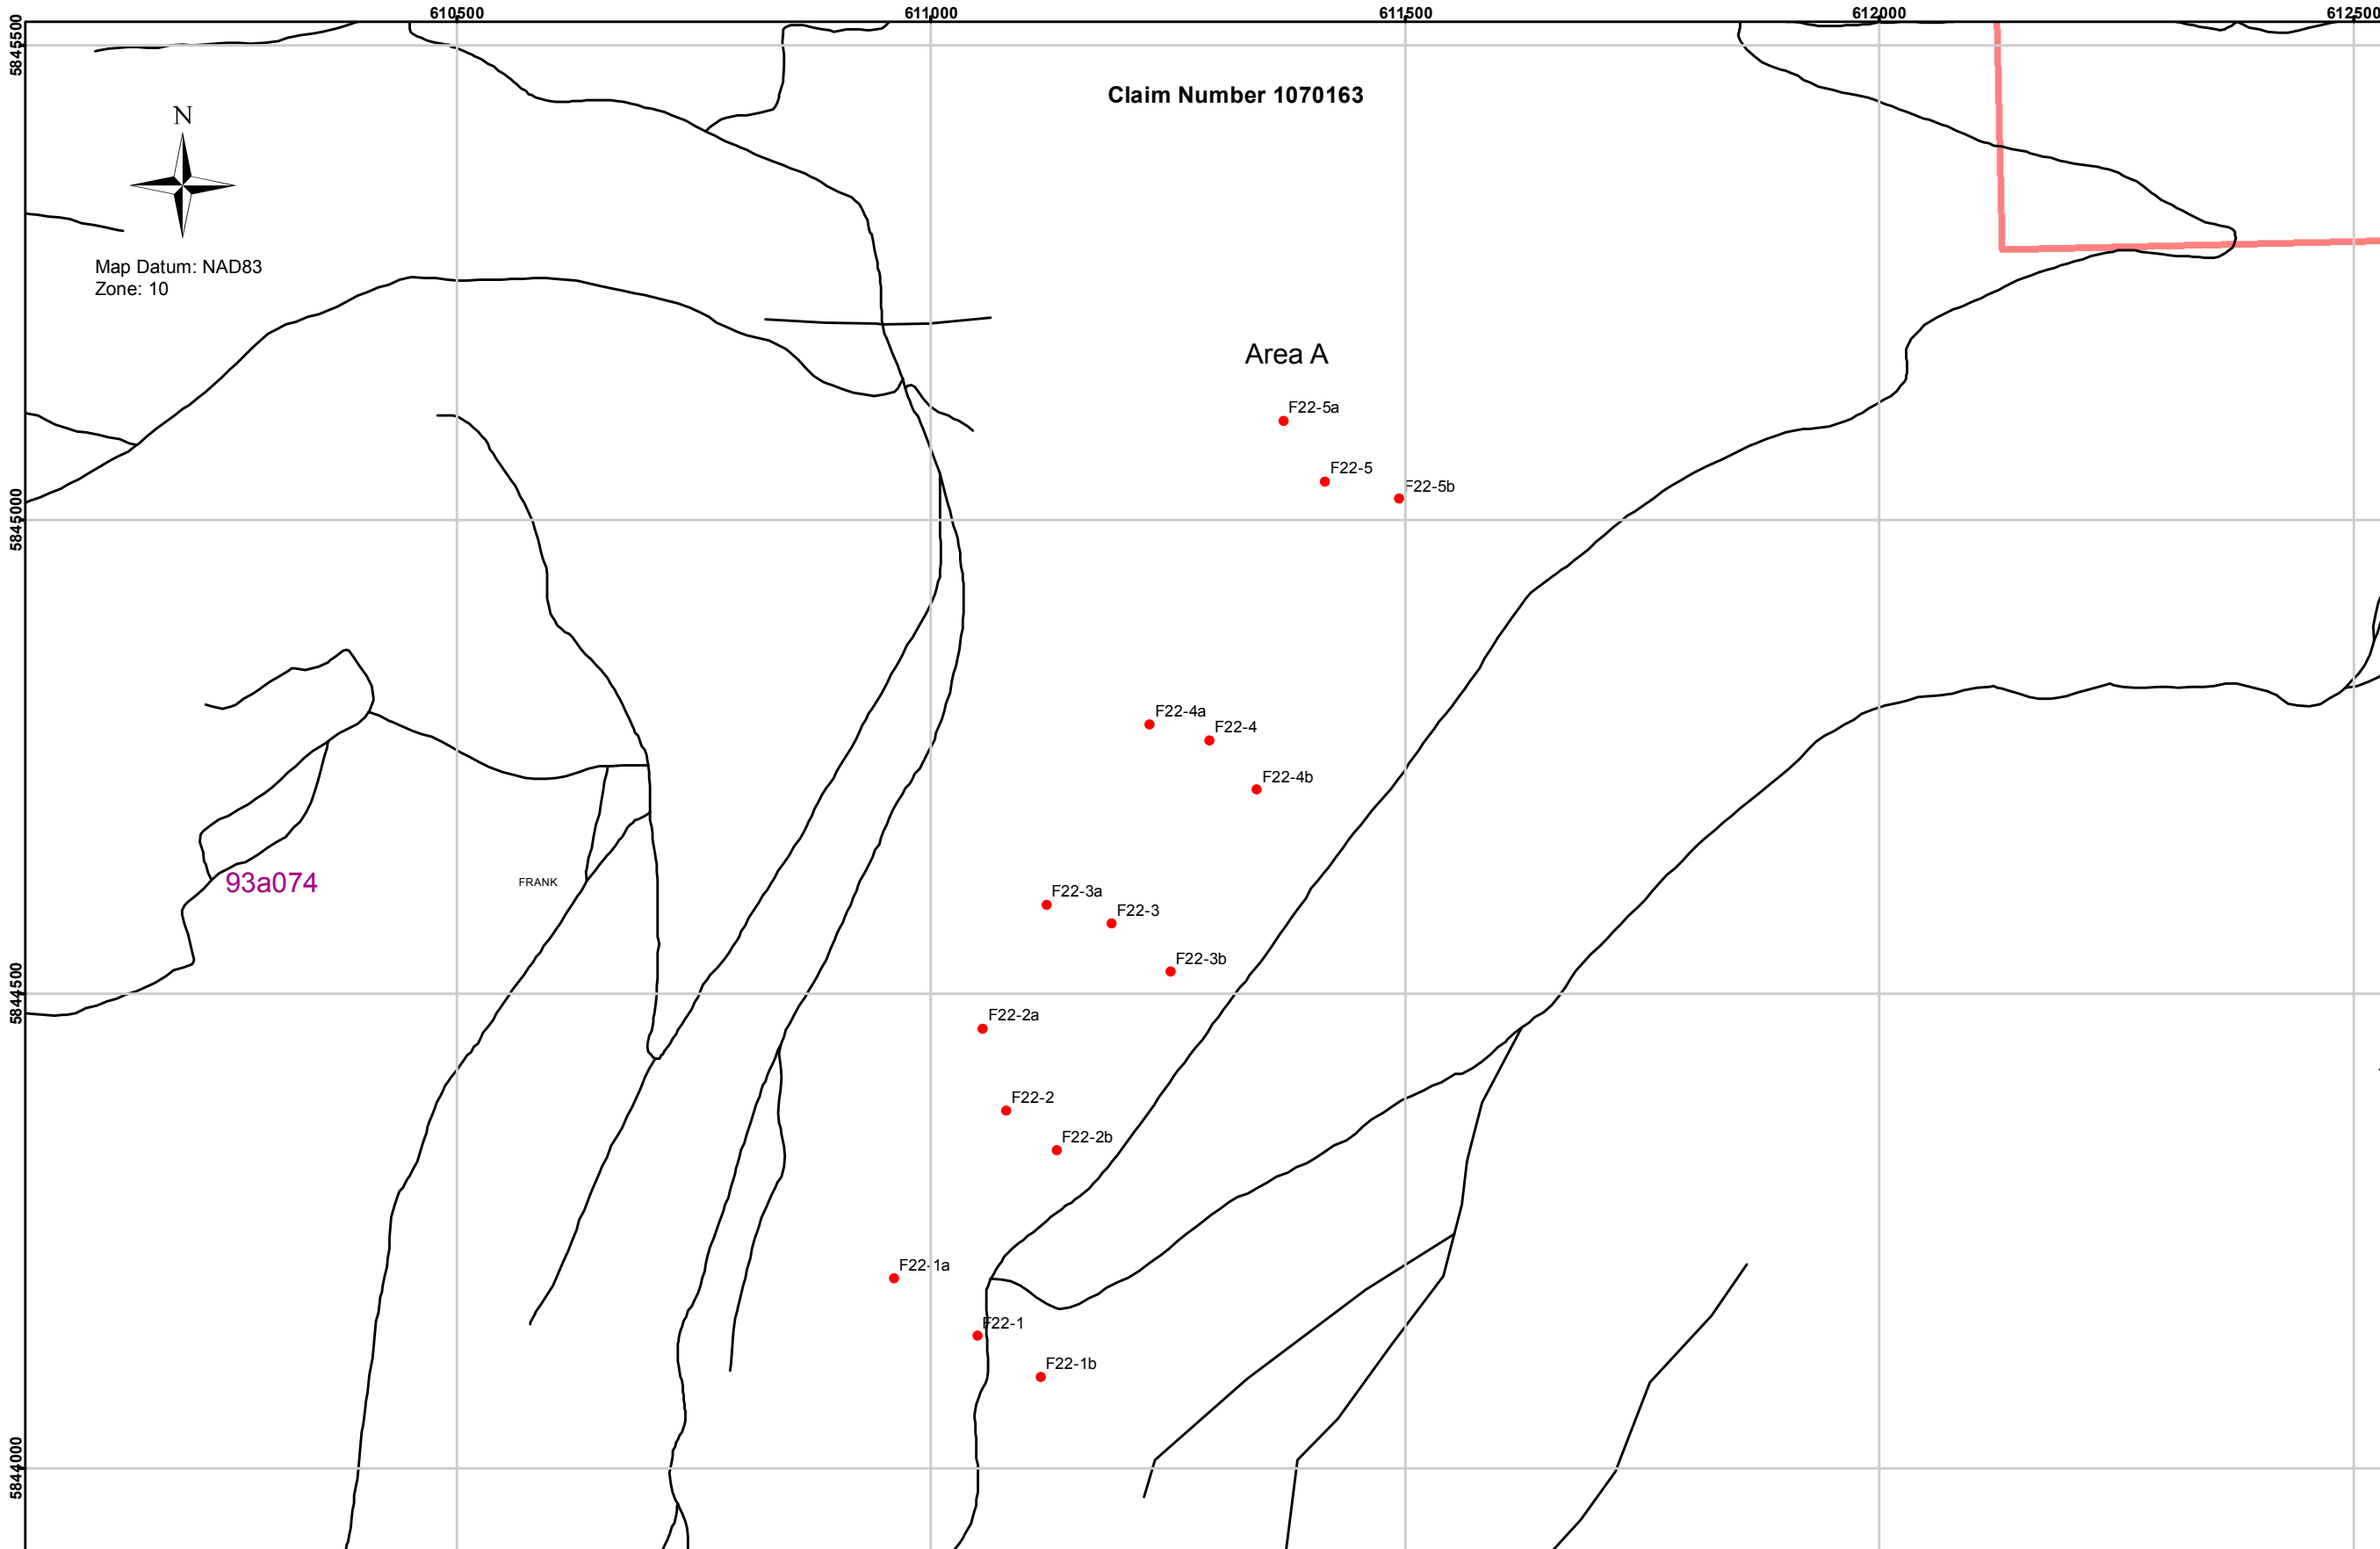 610500 611000 611500 612000 612500
5845500
Claim Number 1070163
N
Map Datum: NAD83
Zone: 10
Area A
F22-5a
F22-5
F22-5b
5845000
F22-4a
F22-4
F22-4b
93a074
FRANK
F22-3a
F22-3
F22-3b
5844500
F22-2a
F22-2
F22-2b
F22-1a
F22-1
F22-1b
5844000